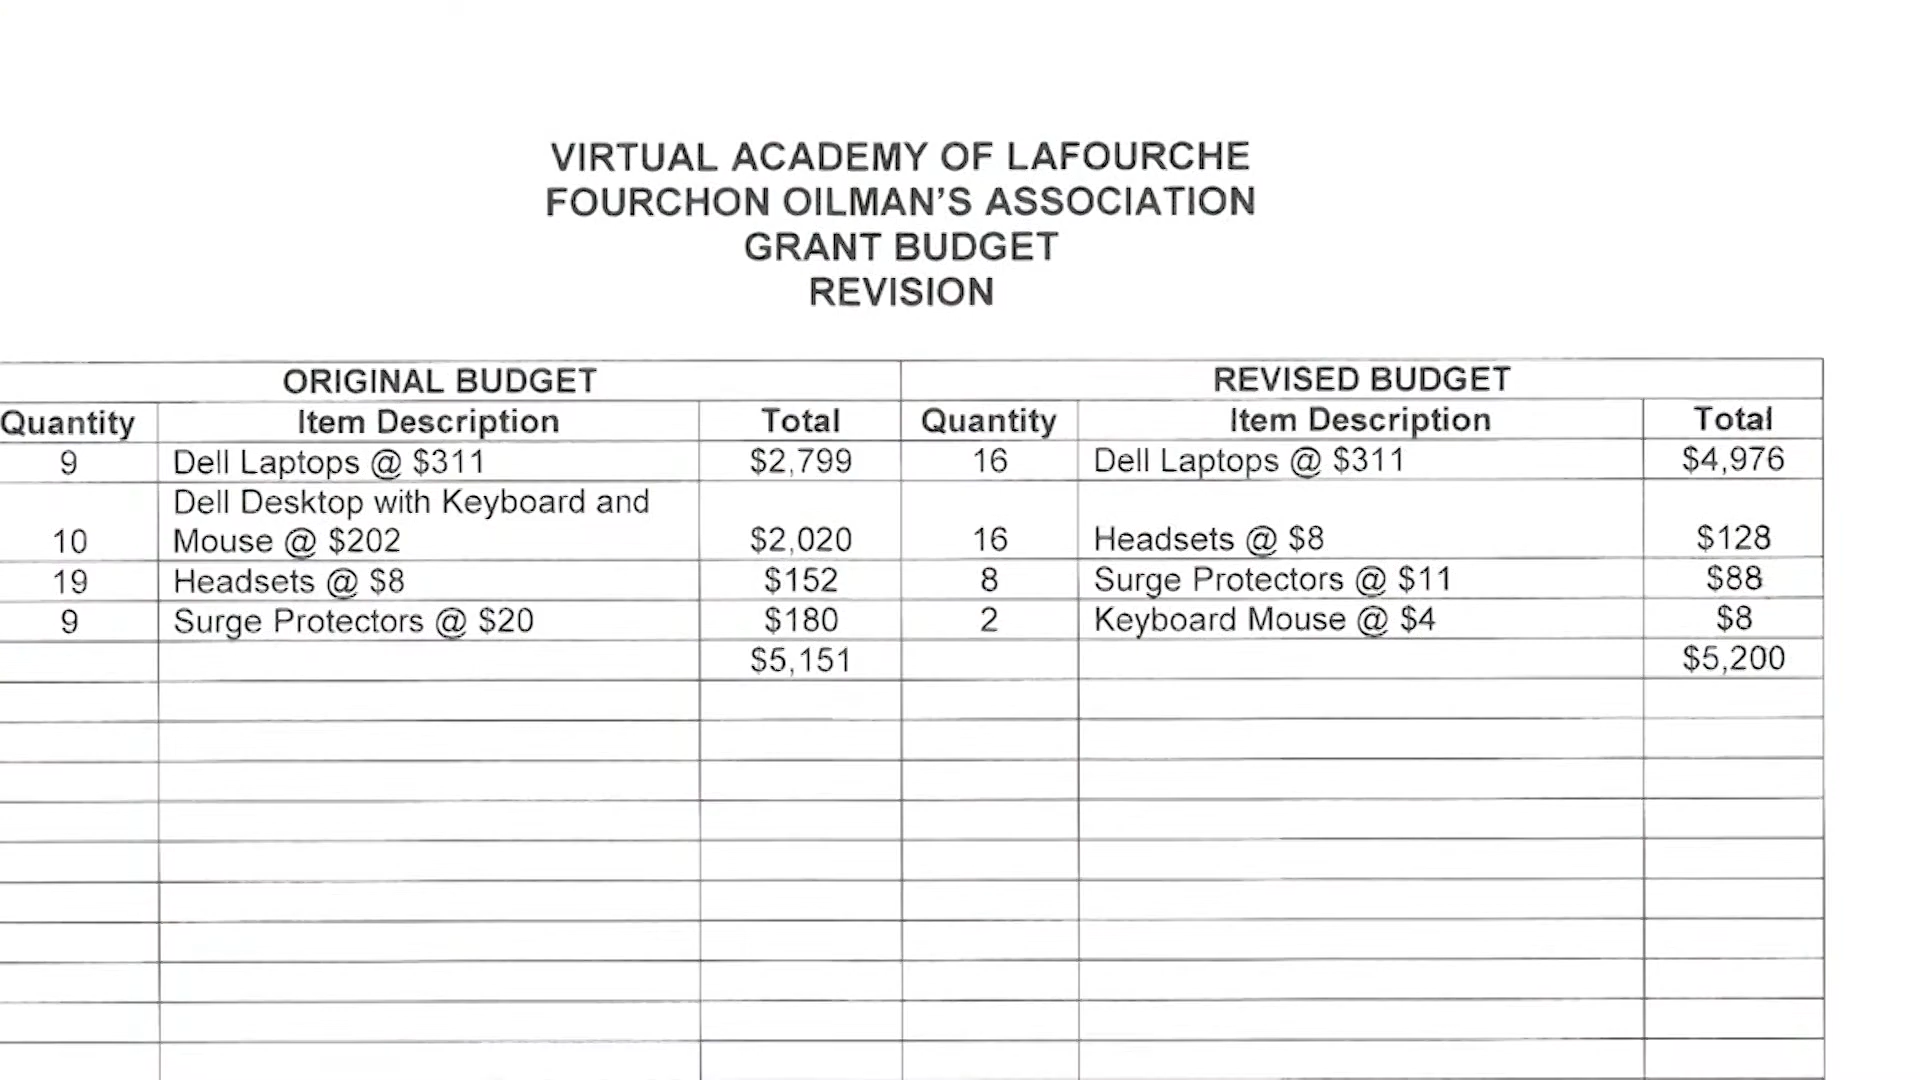 VIRTUAL ACADEMY OF LAFOURCHE
FOURCHON OILMAN'S ASSOCIATION
GRANT BUDGET
REVISION
ORIGINAL BUDGET REVISED BUDGET
Quantity Item Description Total Quantity Item Description Total
9 Dell Laptops @ $311 $2,799 16 Dell Laptops @ $311 $4,976
Dell Desktop with Keyboard and
10 Mouse @ $202 $2,020 16 Headsets @ $8 $128
19 Headsets @ $8 $152 8 Surge Protectors @ $11 $88
9 Surge Protectors @ $20 $180 2 Keyboard Mouse @ $4 $8
$5,151 $5,200